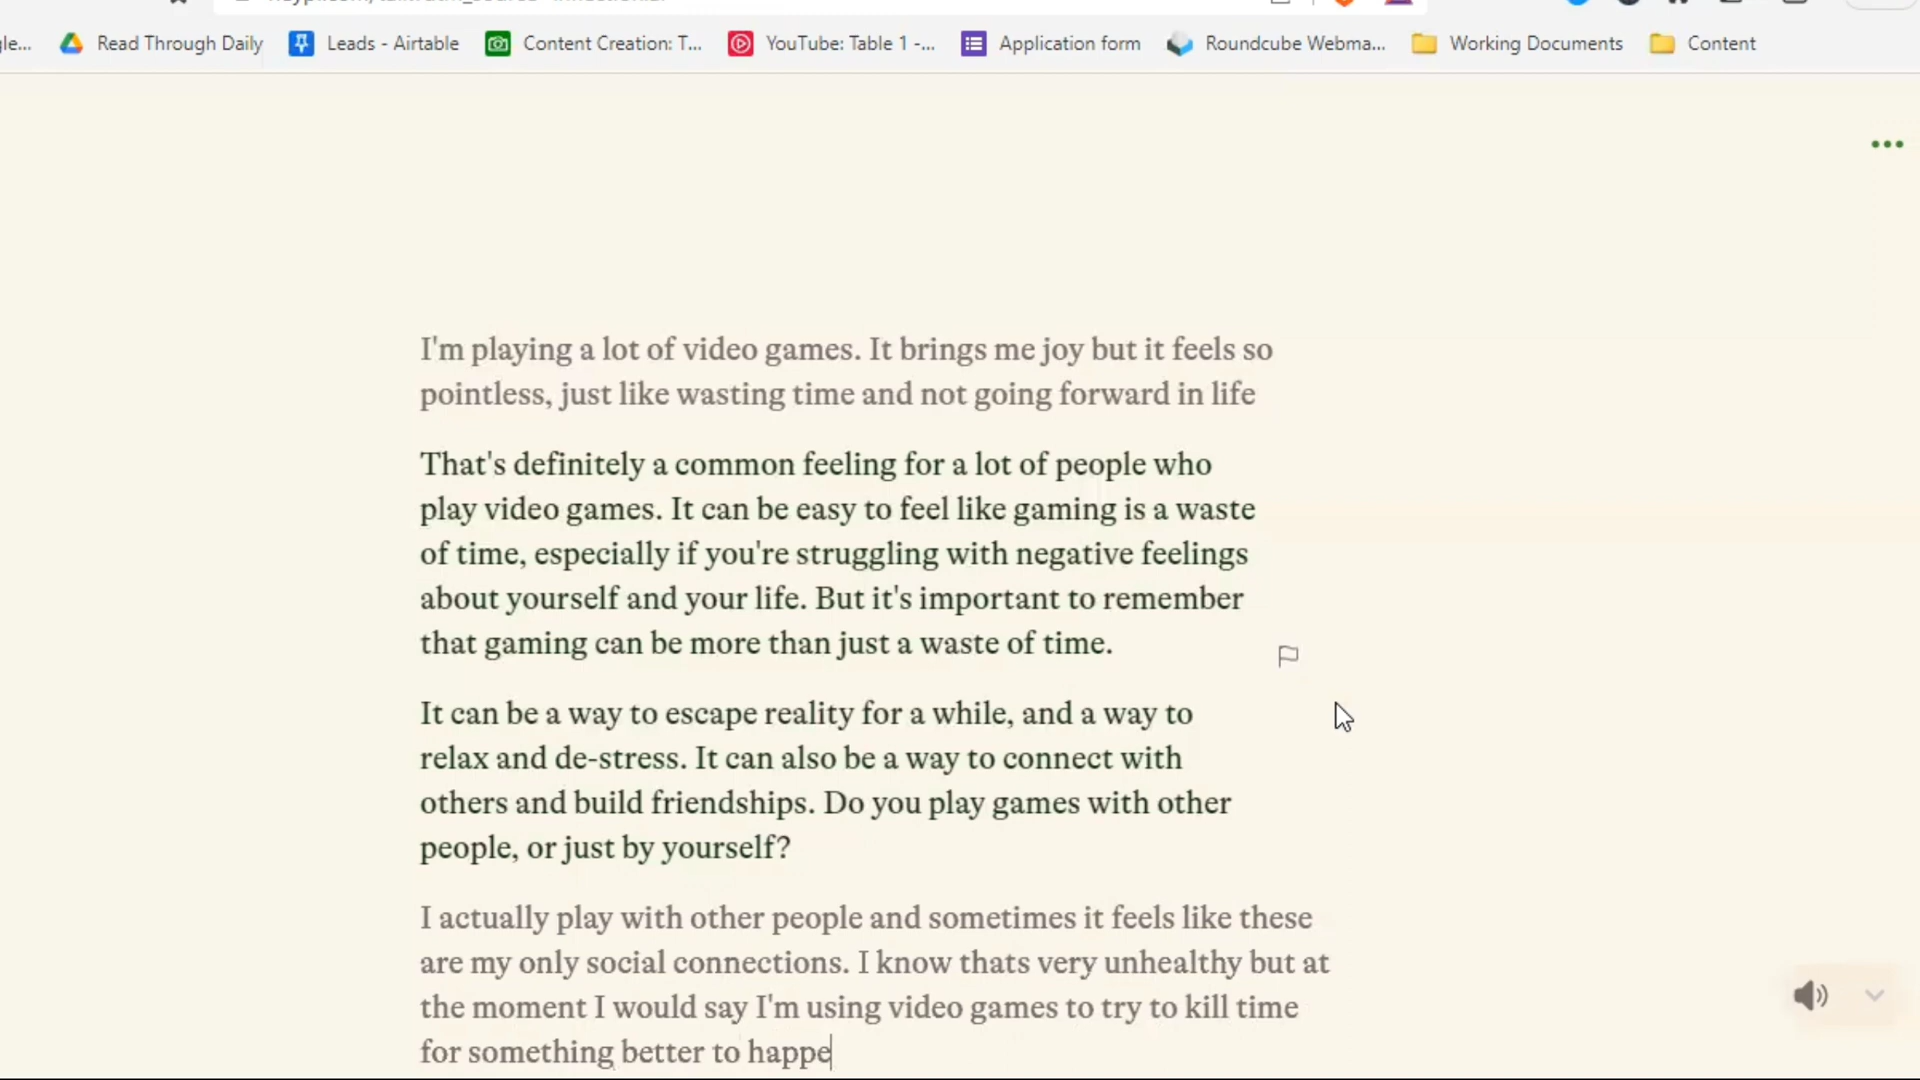 le...
Read Through Daily
Leads - Airtable
Content Creation: T...
YouTube: Table 1 -...
Application form
Roundcube Webma...
Working Documents
Content
I'm playing a lot of video games. It brings me joy but it feels so
pointless, just like wasting time and not going forward in life
That's definitely a common feeling for a lot of people who
play video games. It can be easy to feel like gaming is a waste
of time, especially if you're struggling with negative feelings
about yourself and your life. But it's important to remember
that gaming can be more than just a waste of time.
It can be a way to escape reality for a while, and a way to
relax and de-stress. It can also be a way to connect with
others and build friendships. Do you play games with other
people, or just by yourself?
I actually play with other people and sometimes it feels like these
are my only social connections. I know thats very unhealthy but at
the moment I would say I'm using video games to try to kill time
for something better to happe